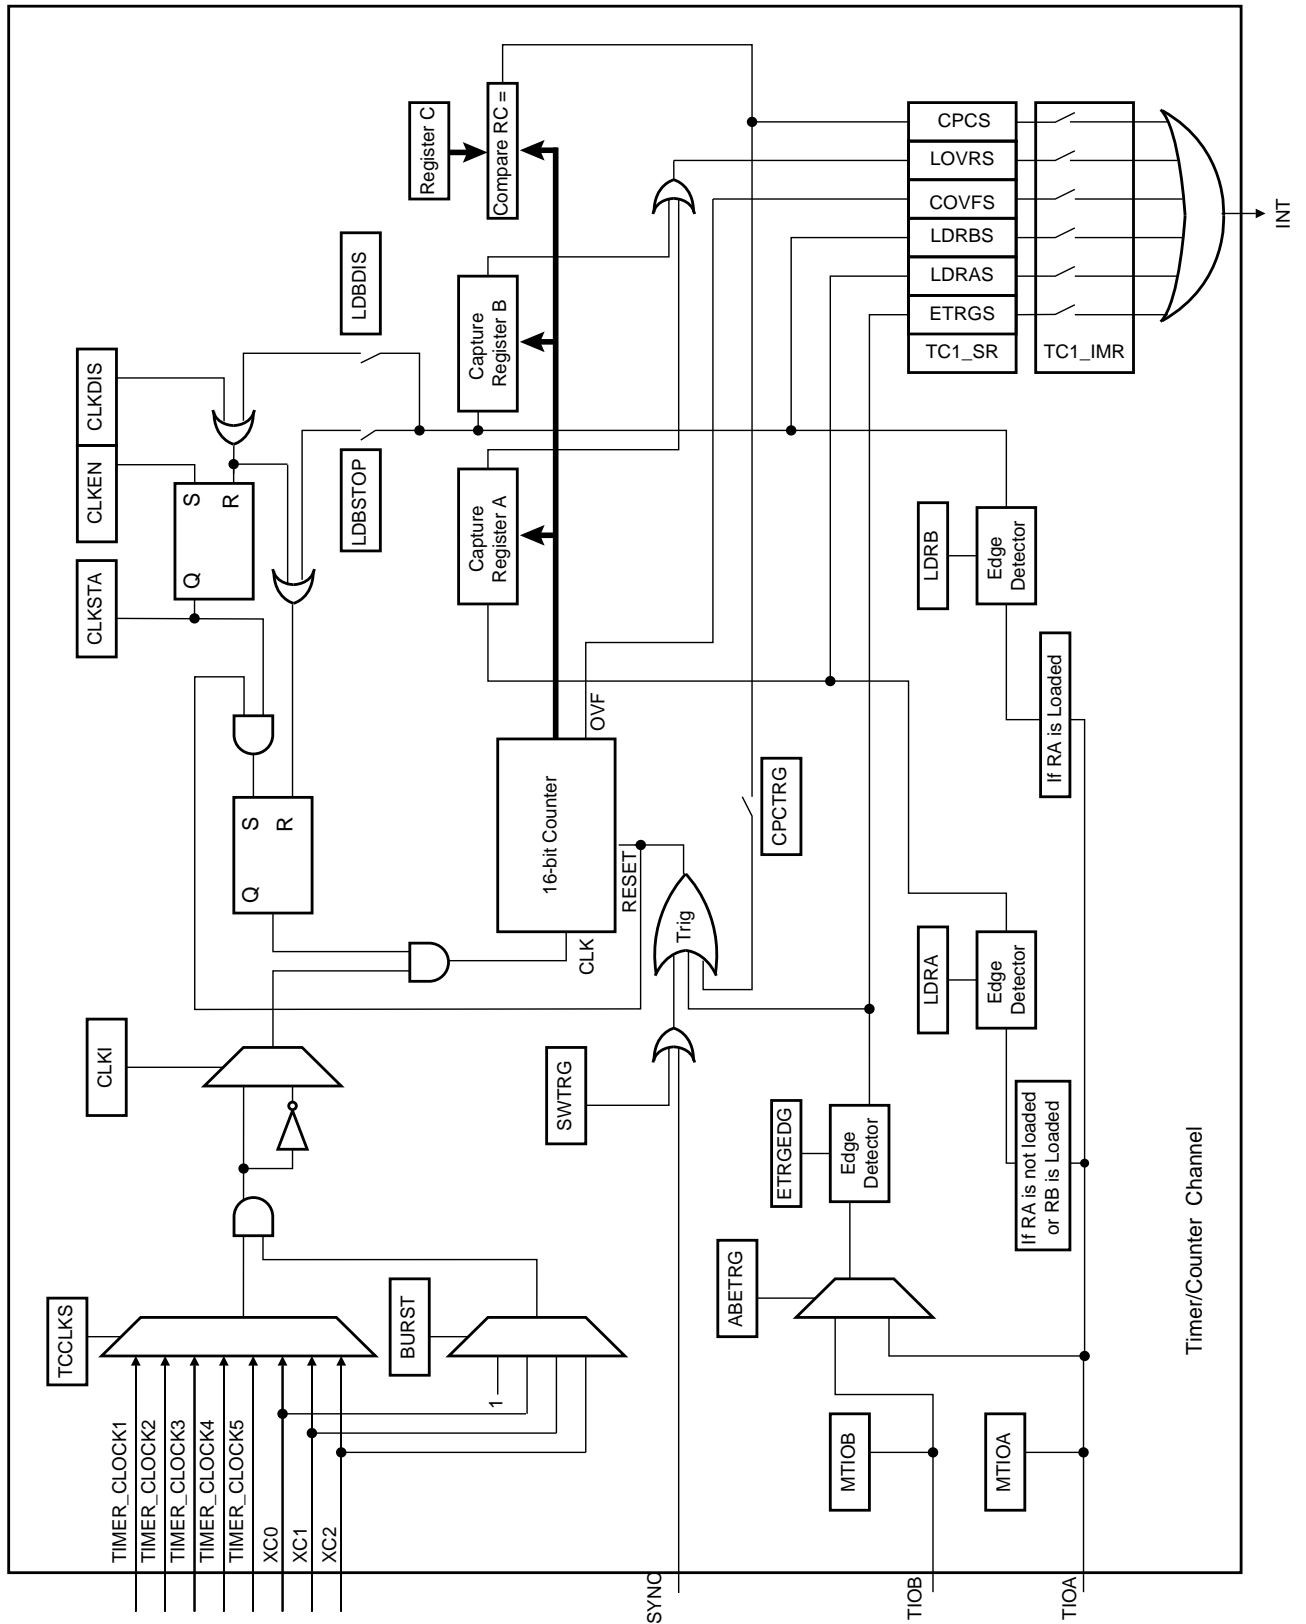 TCCLKS
TIMER_CLOCK1
TIMER_CLOCK2
TIMER_CLOCK3
TIMER_CLOCK4
TIMER_CLOCK5
XC0
XC1
XC2
CLKI
CLKSTA
CLKEN
CLKDIS
Q
S
R
Q
S
R
BURST
1
LDBSTOP
LDBDIS
SWTRG
SYNC
CLK
16-bit Counter
OVF
RESET
Trig
Capture
Register A
Capture
Register B
Register C
Compare RC =
CPCTRG
ABETRG
ETRGEDG
Edge
Detector
MTIOB
TIOB
MTIOA
TIOA
If RA is not loaded
or RB is Loaded
LDRA
Edge
Detector
If RA is Loaded
LDRB
Edge
Detector
CPCS
LOVRS
COVFS
LDRBS
LDRAS
ETRGS
TC1_SR
TC1_IMR
INT
Timer/Counter Channel